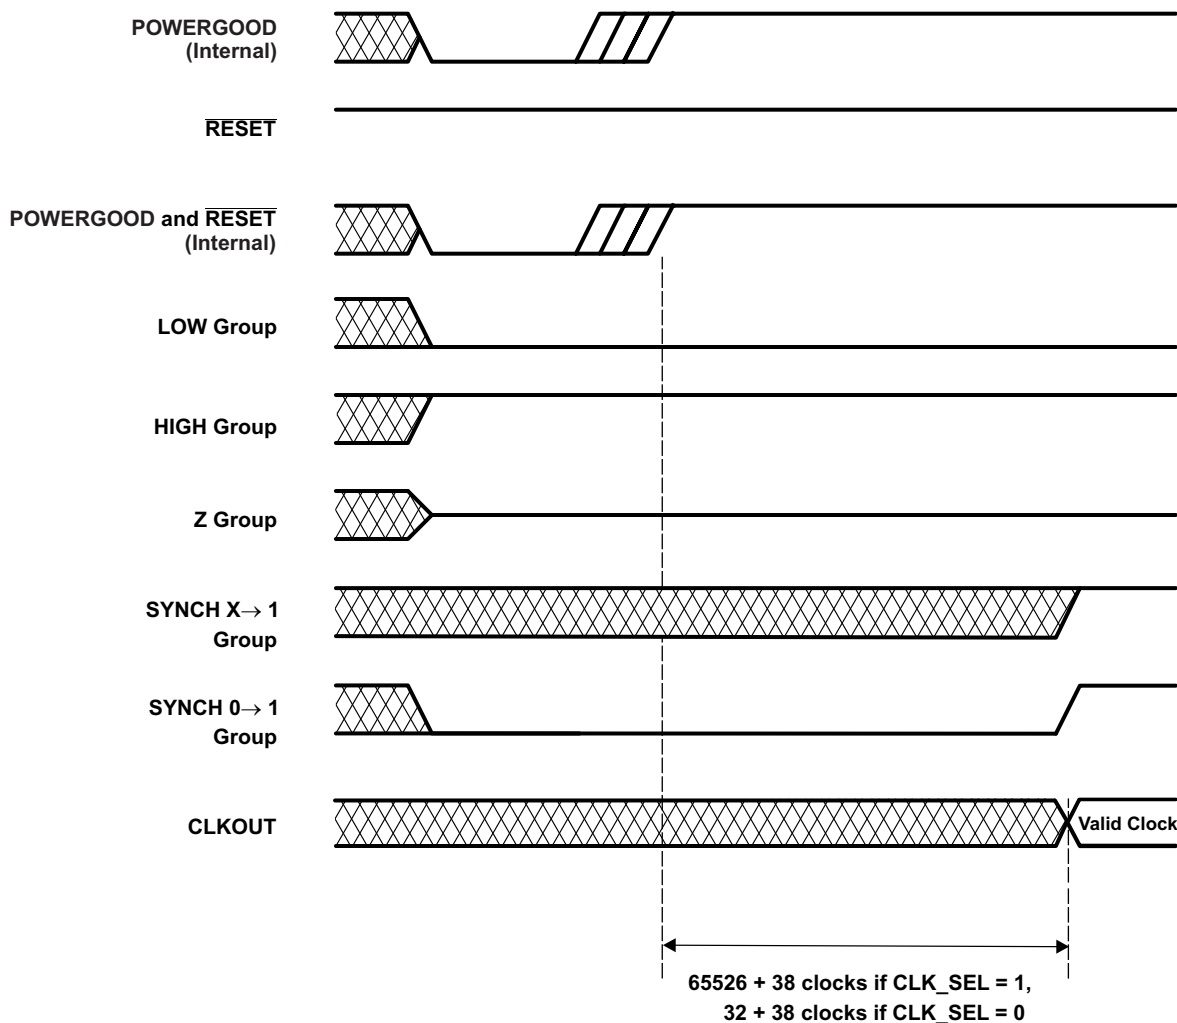 POWERGOOD
(Internal)
RESET
POWERGOOD and RESET
(Internal)
LOW Group
HIGH Group
Z Group
SYNCH X→ 1
Group
SYNCH 0→ 1
Group
CLKOUT
Valid Clock
65526 + 38 clocks if CLK_SEL = 1,
32 + 38 clocks if CLK_SEL = 0